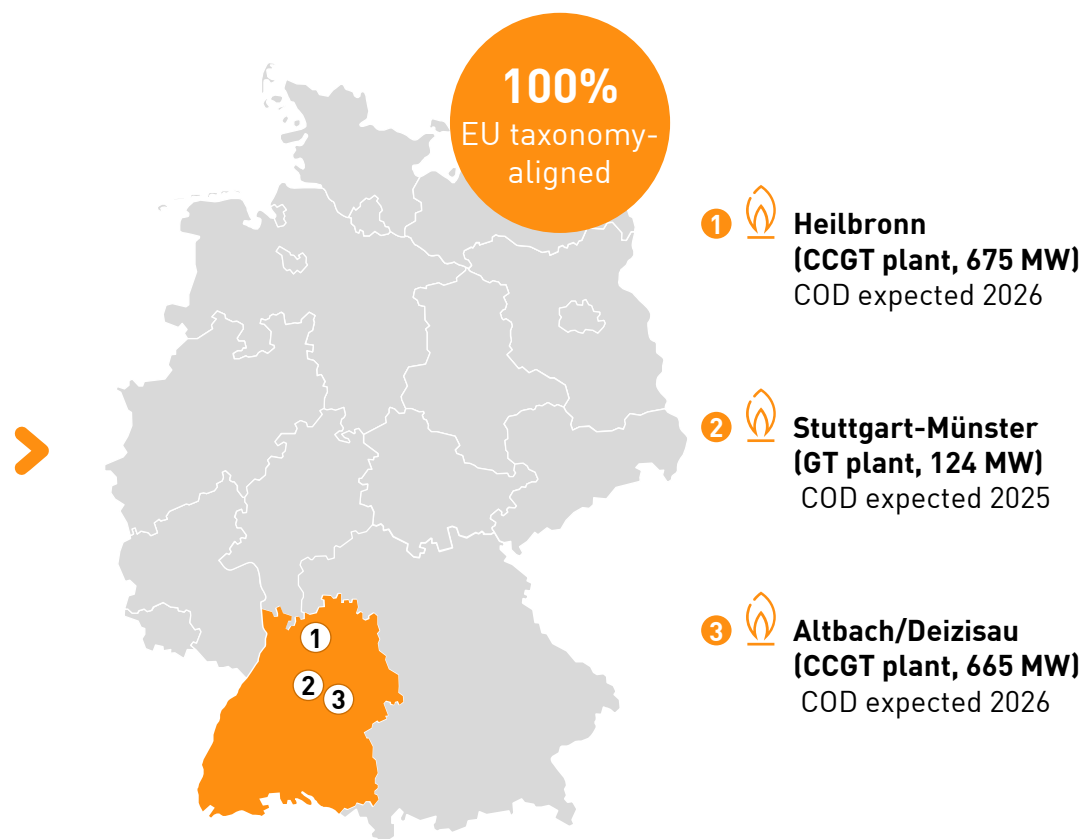 100%
EU taxonomy-
aligned
1
Heilbronn
(CCGT plant, 675 MW)
COD expected 2026
2
Stuttgart-Münster
(GT plant, 124 MW)
COD expected 2025
3
Altbach/Deizisau
(CCGT plant, 665 MW)
COD expected 2026
1
2
3